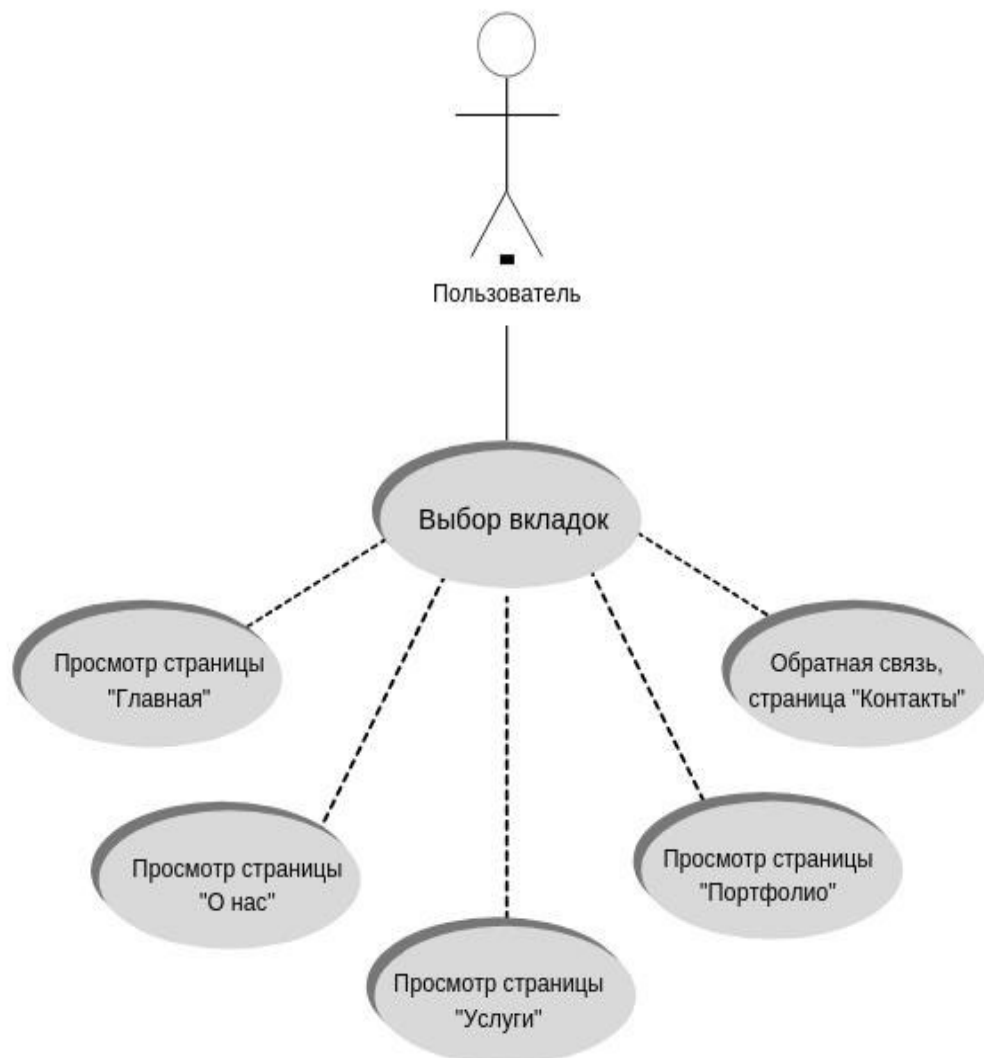 Пользователь
Выбор вкладок
Просмотр страницы
"Главная"
Обратная связь,
страница "Контакты"
Просмотр страницы
"О нас"
Просмотр страницы
"Портфолио"
Просмотр страницы
"Услуги"